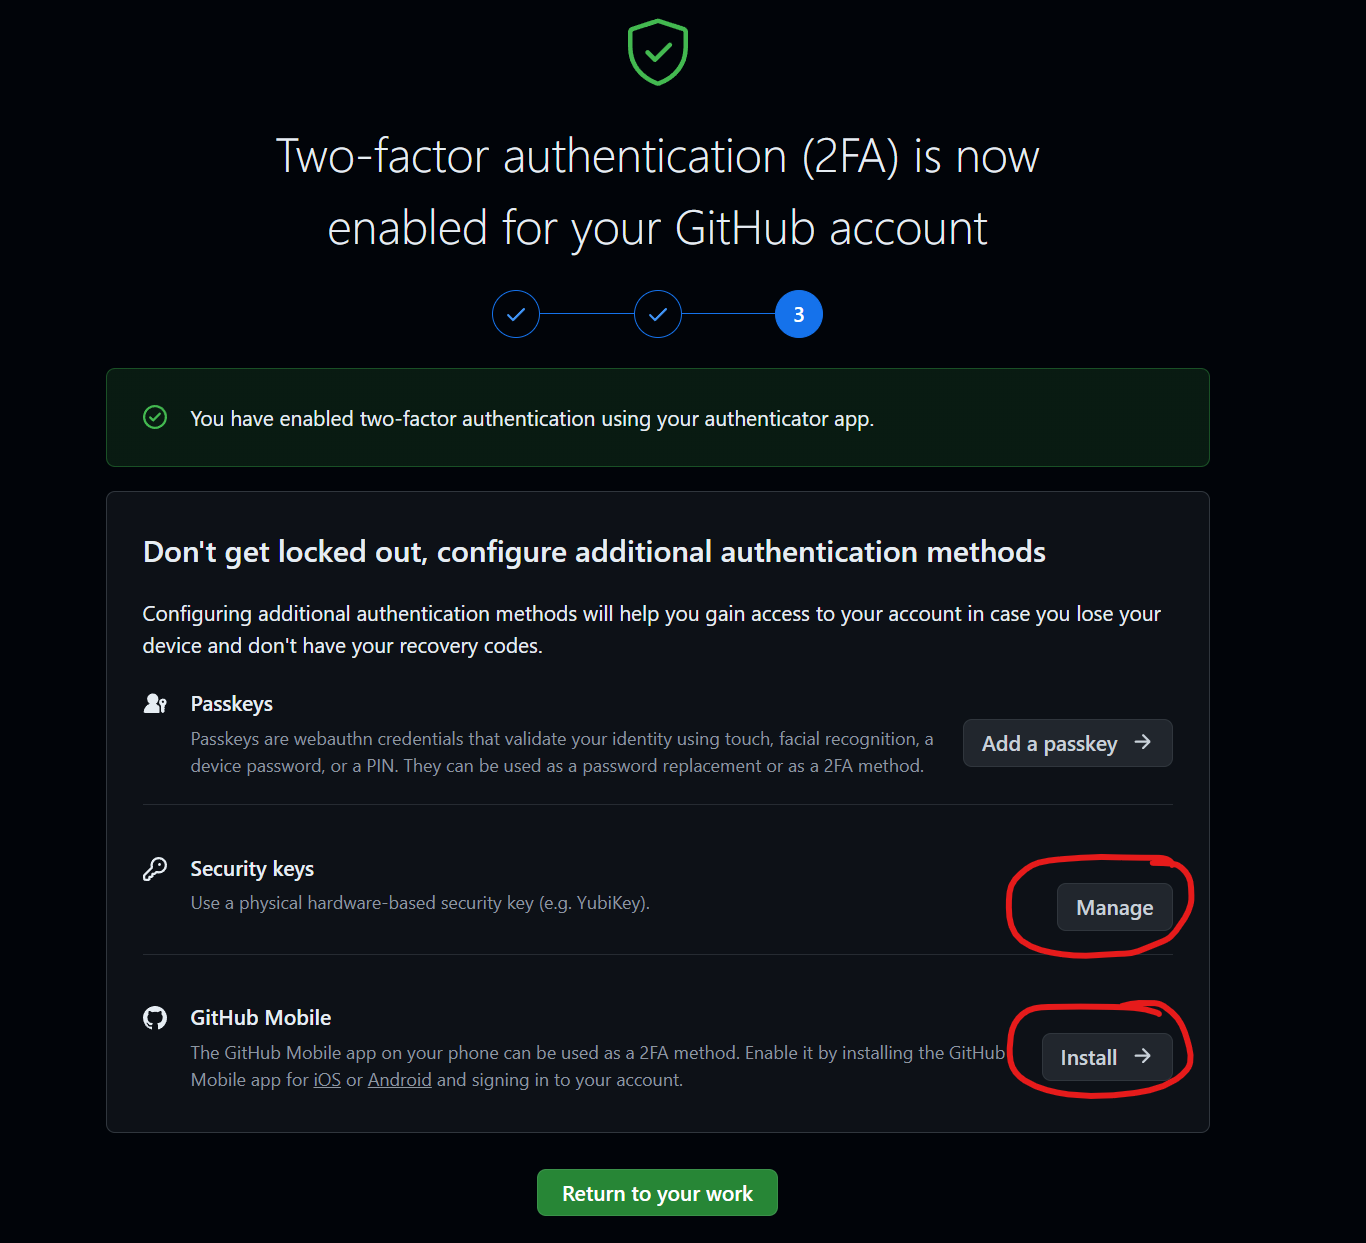 Two-factor authentication (2FA) is now
enabled for your GitHub account
3
You have enabled two-factor authentication using your authenticator app.
Don't get locked out, configure additional authentication methods
Configuring additional authentication methods will help you gain access to your account in case you lose your
device and don't have your recovery codes.
Passkeys
Passkeys are webauthn credentials that validate your identity using touch, facial recognition, a
device password, or a PIN. They can be used as a password replacement or as a 2FA method.
Add a passkey
Security keys
Use a physical hardware-based security key (e.g. YubiKey).
Manage
GitHub Mobile
The GitHub Mobile app on your phone can be used as a 2FA method. Enable it by installing the GitHub
Mobile app for iOS or Android and signing in to your account.
Install
Return to your work